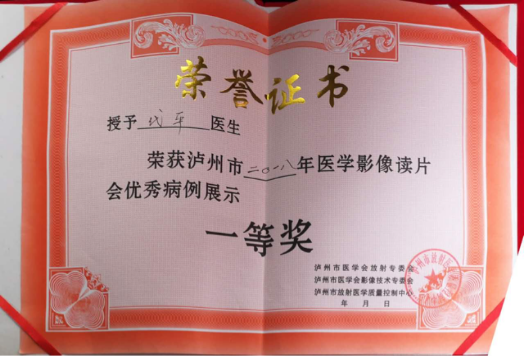 荣誉证书
授予 医生
荣获泸州市二〇一八年医学影像读片
会优秀病例展示
一等奖
泸州市医学会放射专委会
泸州市医学会影像技术专委会
泸州市放射医学质量控制中心
年 月 日